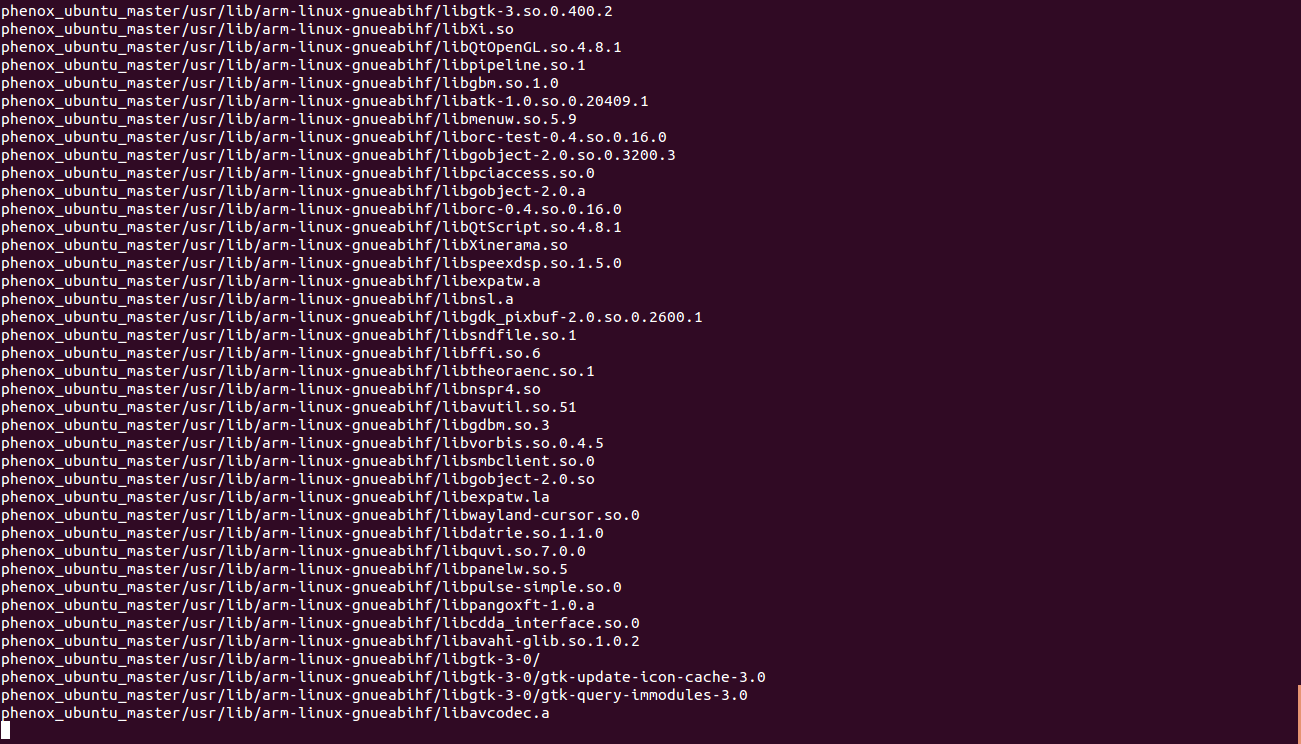 phenox_ubuntu_master/usr/lib/arm-linux-gnueabihf/libgtk-3.so.0.400.2
phenox_ubuntu_master/usr/lib/arm-linux-gnueabihf/libXi.so
phenox_ubuntu_master/usr/lib/arm-linux-gnueabihf/libQtOpenGL.so.4.8.1
phenox_ubuntu_master/usr/lib/arm-linux-gnueabihf/libpipeline.so.1
phenox_ubuntu_master/usr/lib/arm-linux-gnueabihf/libgbm.so.1.0
phenox_ubuntu_master/usr/lib/arm-linux-gnueabihf/libatk-1.0.so.0.20409.1
phenox_ubuntu_master/usr/lib/arm-linux-gnueabihf/libmenuw.so.5.9
phenox_ubuntu_master/usr/lib/arm-linux-gnueabihf/liborc-test-0.4.so.0.16.0
phenox_ubuntu_master/usr/lib/arm-linux-gnueabihf/libgobject-2.0.so.0.3200.3
phenox_ubuntu_master/usr/lib/arm-linux-gnueabihf/libpciaccess.so.0
phenox_ubuntu_master/usr/lib/arm-linux-gnueabihf/libgobject-2.0.a
phenox_ubuntu_master/usr/lib/arm-linux-gnueabihf/liborc-0.4.so.0.16.0
phenox_ubuntu_master/usr/lib/arm-linux-gnueabihf/libQtScript.so.4.8.1
phenox_ubuntu_master/usr/lib/arm-linux-gnueabihf/libXinerama.so
phenox_ubuntu_master/usr/lib/arm-linux-gnueabihf/libspeexdsp.so.1.5.0
phenox_ubuntu_master/usr/lib/arm-linux-gnueabihf/libexpatw.a
phenox_ubuntu_master/usr/lib/arm-linux-gnueabihf/libnsl.a
phenox_ubuntu_master/usr/lib/arm-linux-gnueabihf/libgdk_pixbuf-2.0.so.0.2600.1
phenox_ubuntu_master/usr/lib/arm-linux-gnueabihf/libsndfile.so.1
phenox_ubuntu_master/usr/lib/arm-linux-gnueabihf/libffi.so.6
phenox_ubuntu_master/usr/lib/arm-linux-gnueabihf/libtheoraenc.so.1
phenox_ubuntu_master/usr/lib/arm-linux-gnueabihf/libnspr4.so
phenox_ubuntu_master/usr/lib/arm-linux-gnueabihf/libavutil.so.51
phenox_ubuntu_master/usr/lib/arm-linux-gnueabihf/libgdbm.so.3
phenox_ubuntu_master/usr/lib/arm-linux-gnueabihf/libvorbis.so.0.4.5
phenox_ubuntu_master/usr/lib/arm-linux-gnueabihf/libsmbclient.so.0
phenox_ubuntu_master/usr/lib/arm-linux-gnueabihf/libgobject-2.0.so
phenox_ubuntu_master/usr/lib/arm-linux-gnueabihf/libexpatw.la
phenox_ubuntu_master/usr/lib/arm-linux-gnueabihf/libwayland-cursor.so.0
phenox_ubuntu_master/usr/lib/arm-linux-gnueabihf/libdatrie.so.1.1.0
phenox_ubuntu_master/usr/lib/arm-linux-gnueabihf/libquvi.so.7.0.0
phenox_ubuntu_master/usr/lib/arm-linux-gnueabihf/libpanelw.so.5
phenox_ubuntu_master/usr/lib/arm-linux-gnueabihf/libpulse-simple.so.0
phenox_ubuntu_master/usr/lib/arm-linux-gnueabihf/libpangoxft-1.0.a
phenox_ubuntu_master/usr/lib/arm-linux-gnueabihf/libcdda_interface.so.0
phenox_ubuntu_master/usr/lib/arm-linux-gnueabihf/libavahi-glib.so.1.0.2
phenox_ubuntu_master/usr/lib/arm-linux-gnueabihf/libgtk-3-0/
phenox_ubuntu_master/usr/lib/arm-linux-gnueabihf/libgtk-3-0/gtk-update-icon-cache-3.0
phenox_ubuntu_master/usr/lib/arm-linux-gnueabihf/libgtk-3-0/gtk-query-immodules-3.0
phenox_ubuntu_master/usr/lib/arm-linux-gnueabihf/libavcodec.a